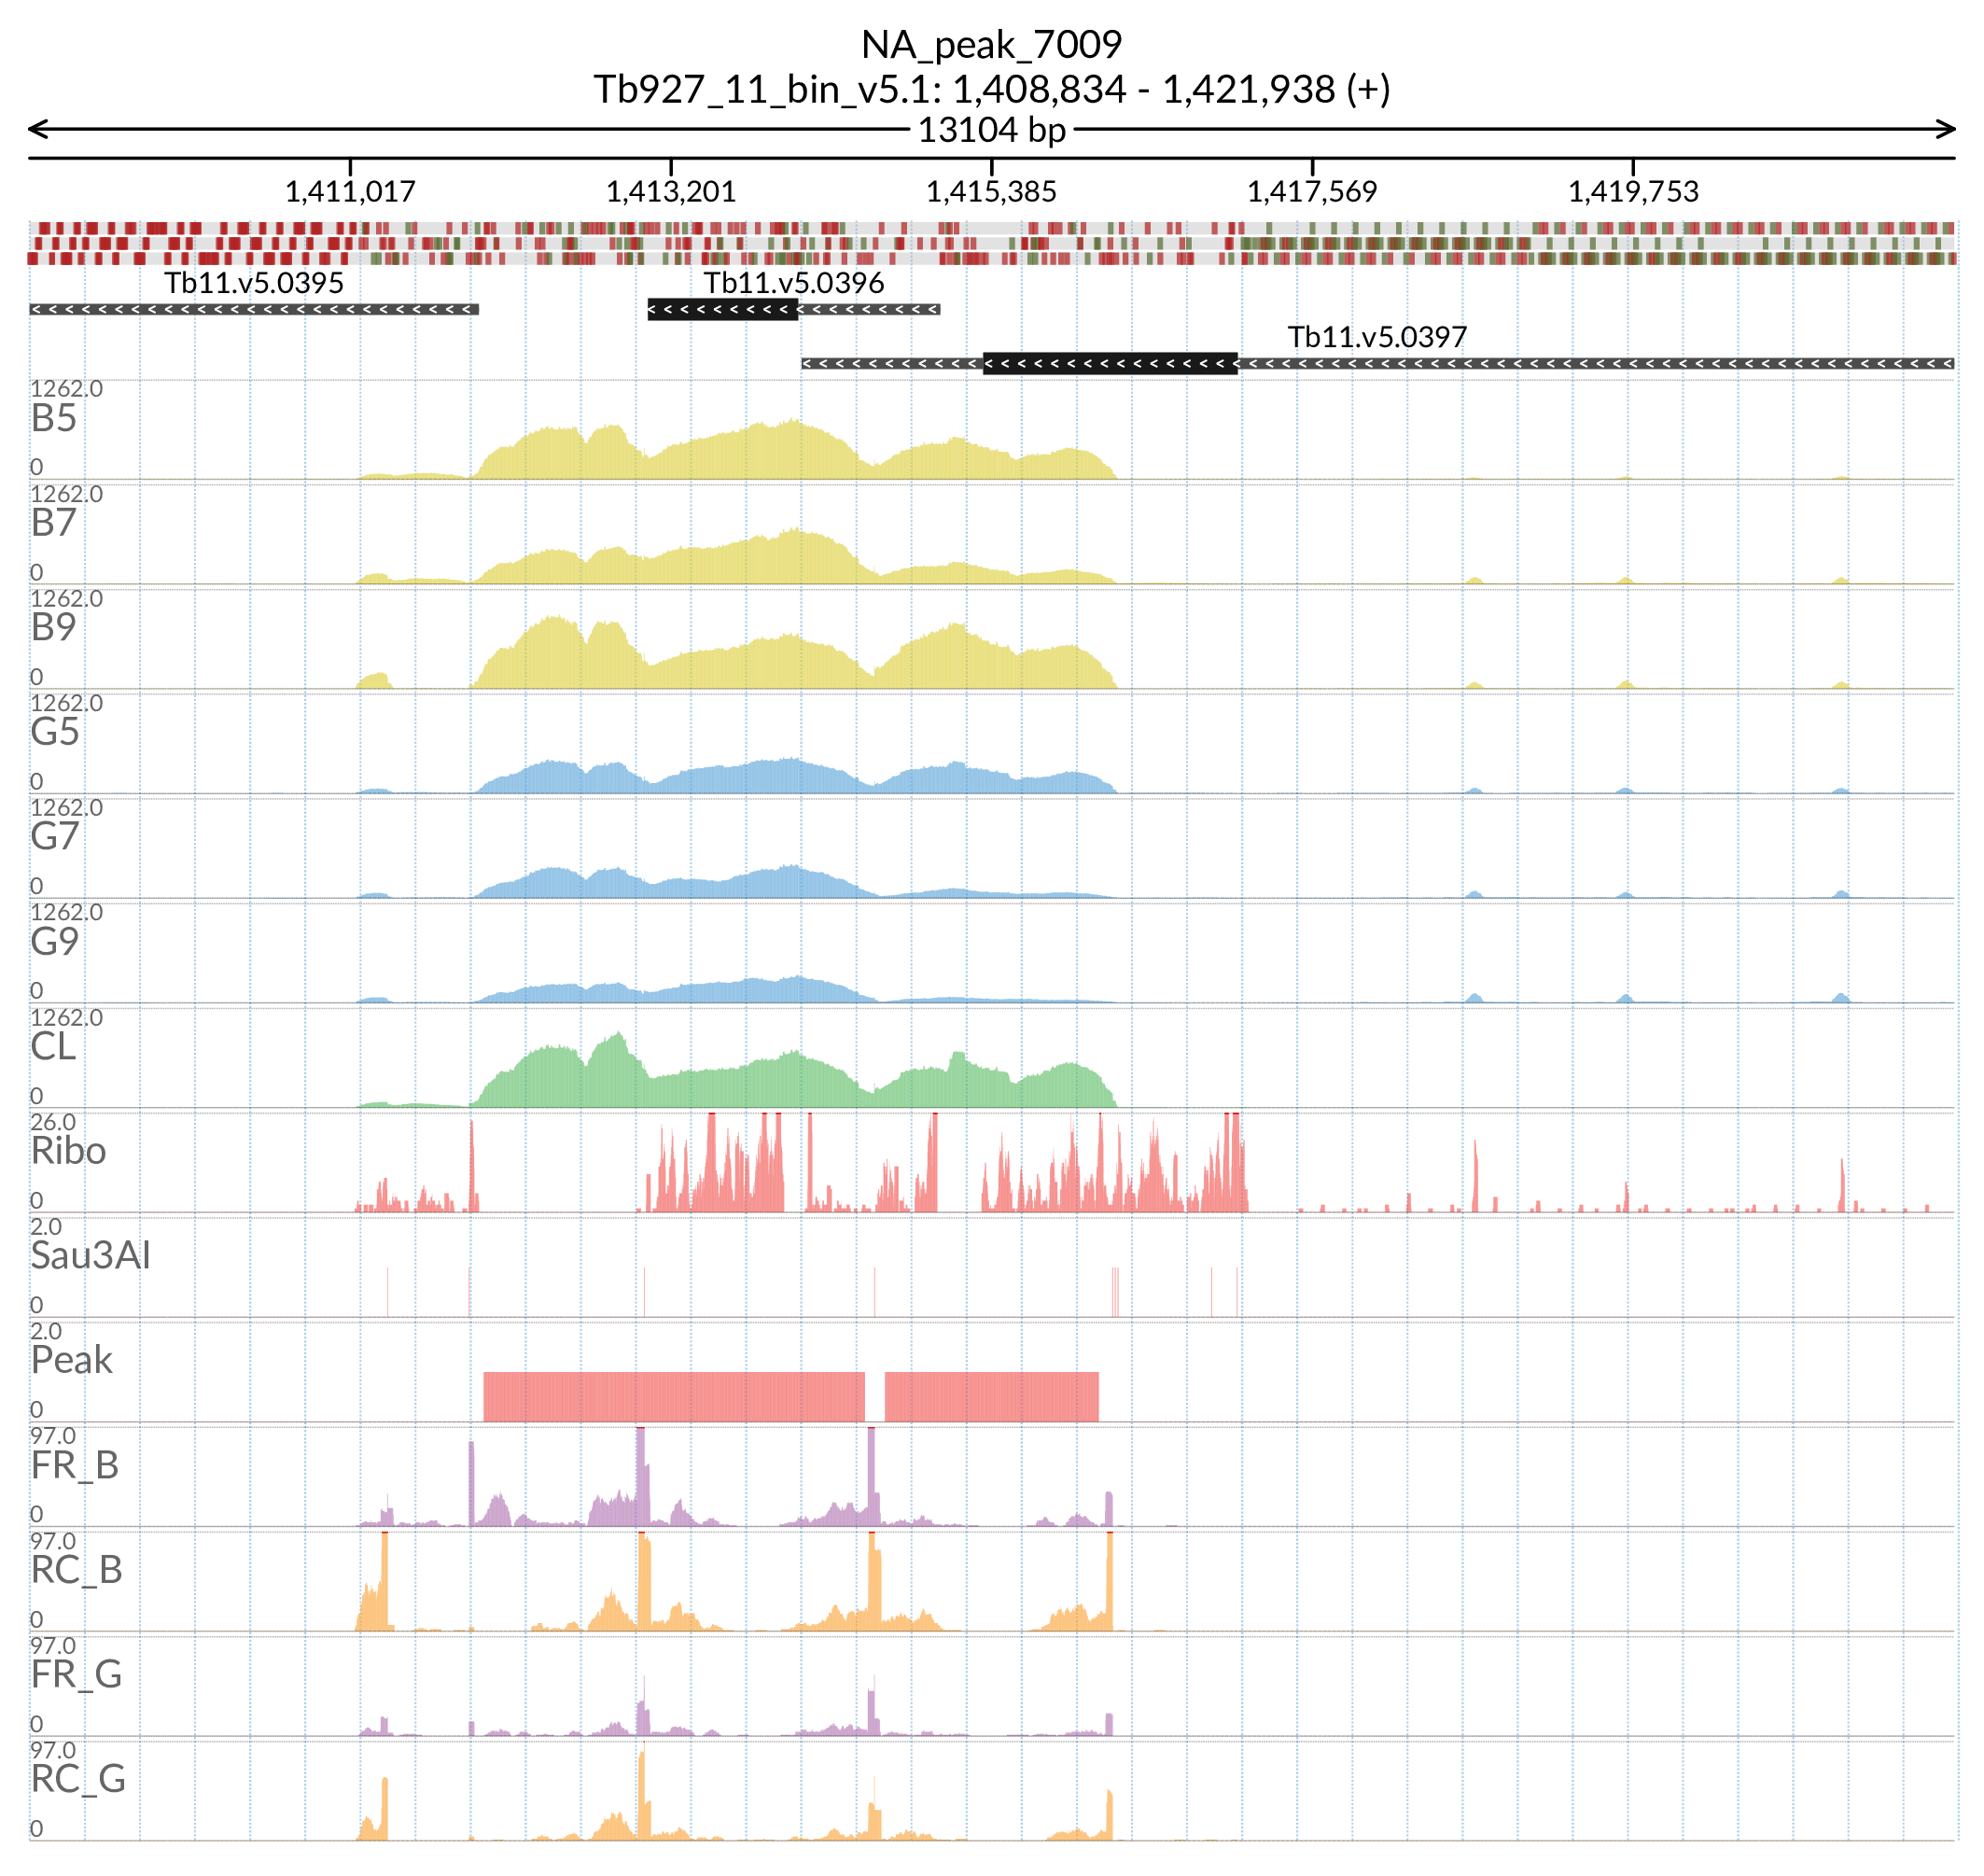 NA_peak_7009
Tb927_11_bin_v5.1: 1,408,834 - 1,421,938 (+)
13104 bp
1,411,017 1,413,201 1,415,385 1,417,569 1,419,753
Tb11.v5.0395 Tb11.v5.0396
Tb11.v5.0397
1262.0
B5
0
1262.0
B7
0
1262.0
B9
0
1262.0
G5
0
1262.0
G7
0
1262.0
G9
0
1262.0
CL
0
26.0
Ribo
0
2.0
Sau3AI
0
2.0
Peak
0
97.0
FR_B
0
97.0
RC_B
0
97.0
FR_G
0
97.0
RC_G
0